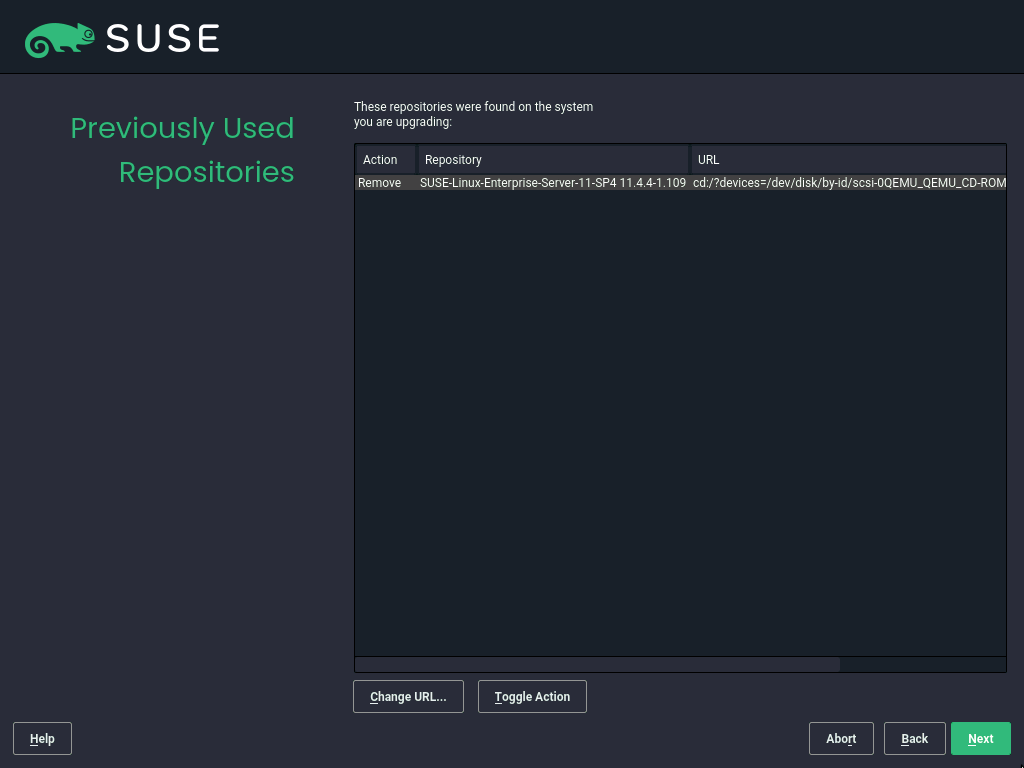 SUSE
Previously Used
Repositories
These repositories were found on the system
you are upgrading:
Action Repository URL
Remove SUSE-Linux-Enterprise-Server-11-SP4 11.4.4-1.109 cd:/?devices=/dev/disk/by-id/scsi-0QEMU_QEMU_CD-ROM
Change URL... Toggle Action
Help Abort Back Next